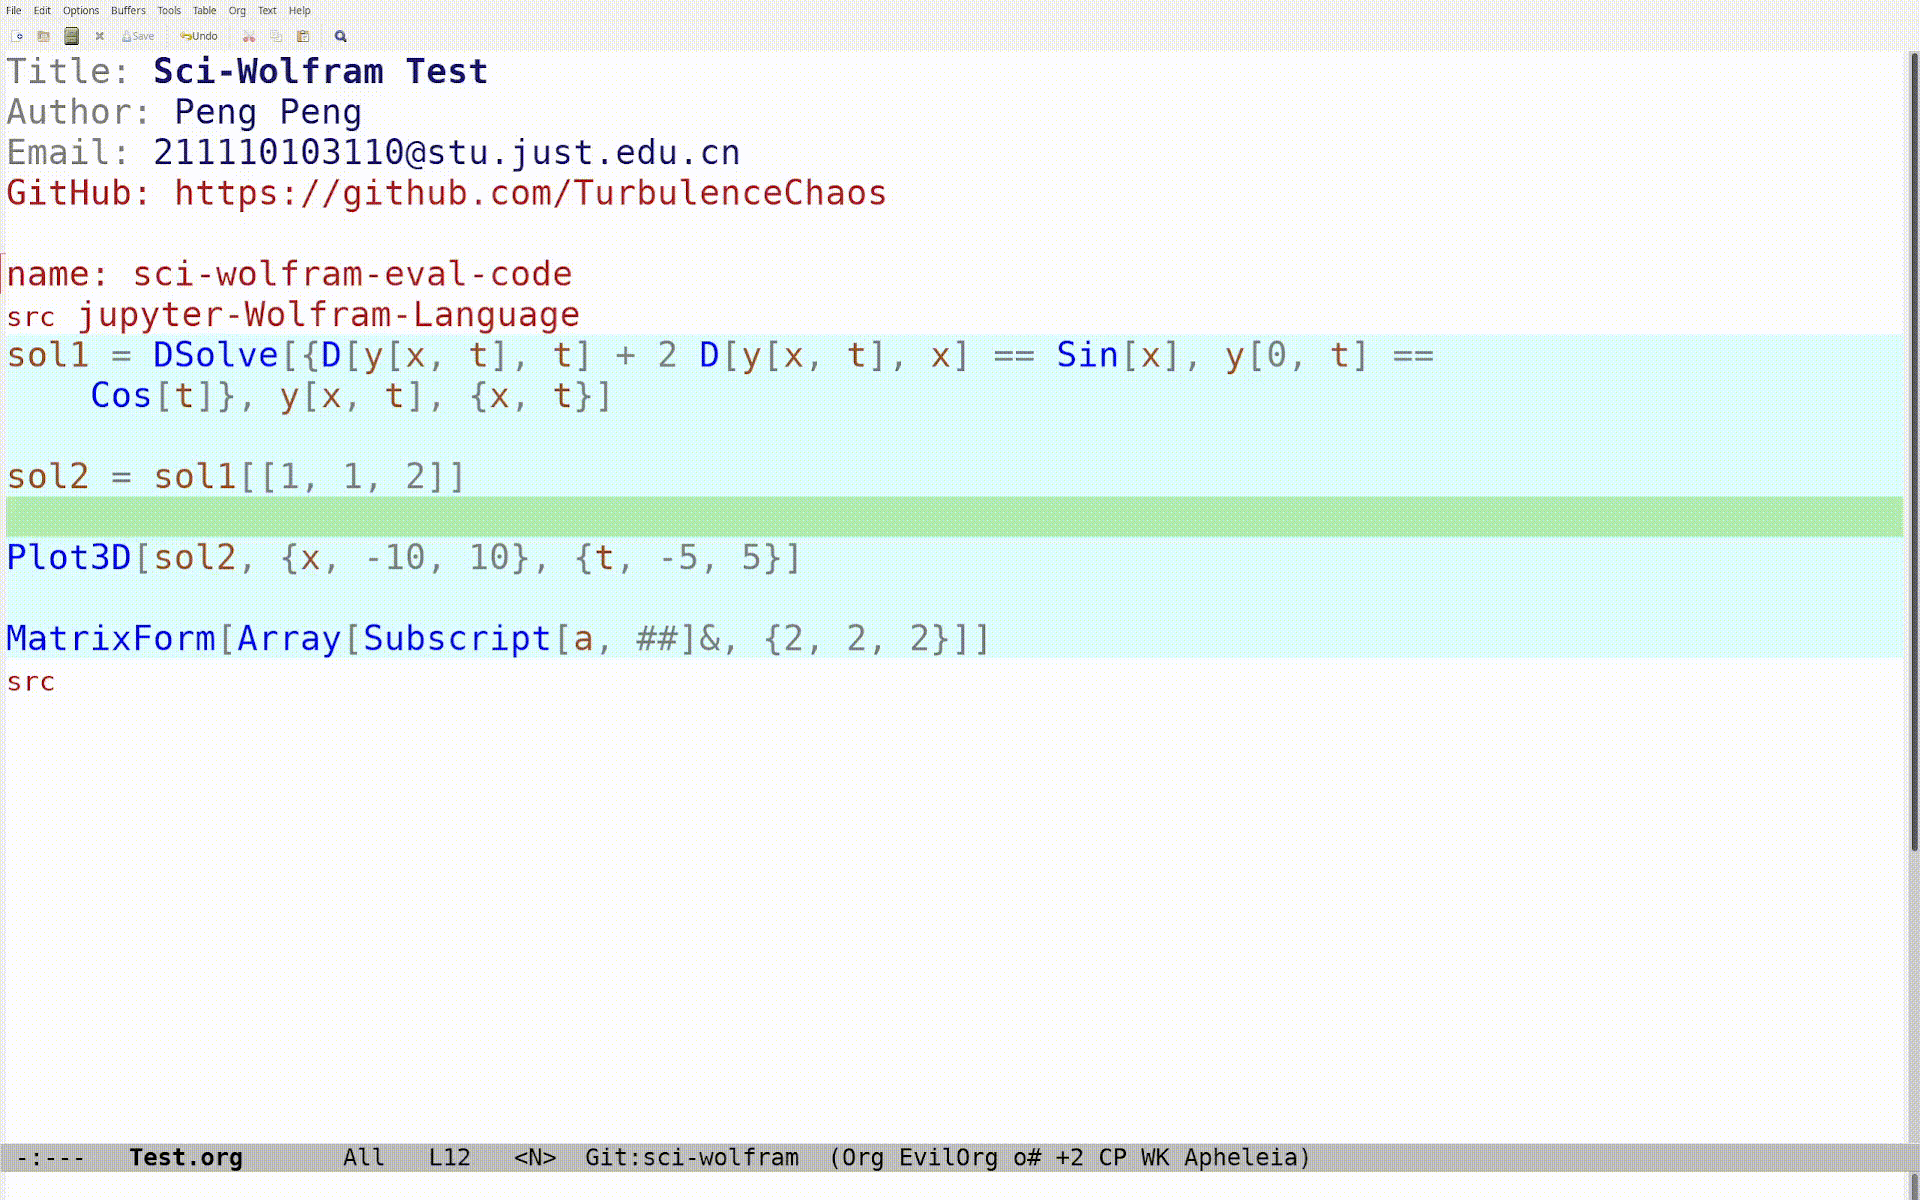 File Edit Options Buffers Tools Table Org Text Help
Save Undo
Title: Sci-Wolfram Test
Author: Peng Peng
Email: 211110103110@stu.just.edu.cn
GitHub: https://github.com/TurbulenceChaos
name: sci-wolfram-eval-code
src jupyter-Wolfram-Language
sol1 = DSolve[{D[y[x, t], t] + 2 D[y[x, t], x] == Sin[x], y[0, t] ==
Cos[t]}, y[x, t], {x, t}]
sol2 = sol1[[1, 1, 2]]
Plot3D[sol2, {x, -10, 10}, {t, -5, 5}]
MatrixForm[Array[Subscript[a, ##]&, {2, 2, 2}]]
src
-:--- Test.org All L12 <N> Git:sci-wolfram (Org EvilOrg o# +2 CP WK Apheleia)